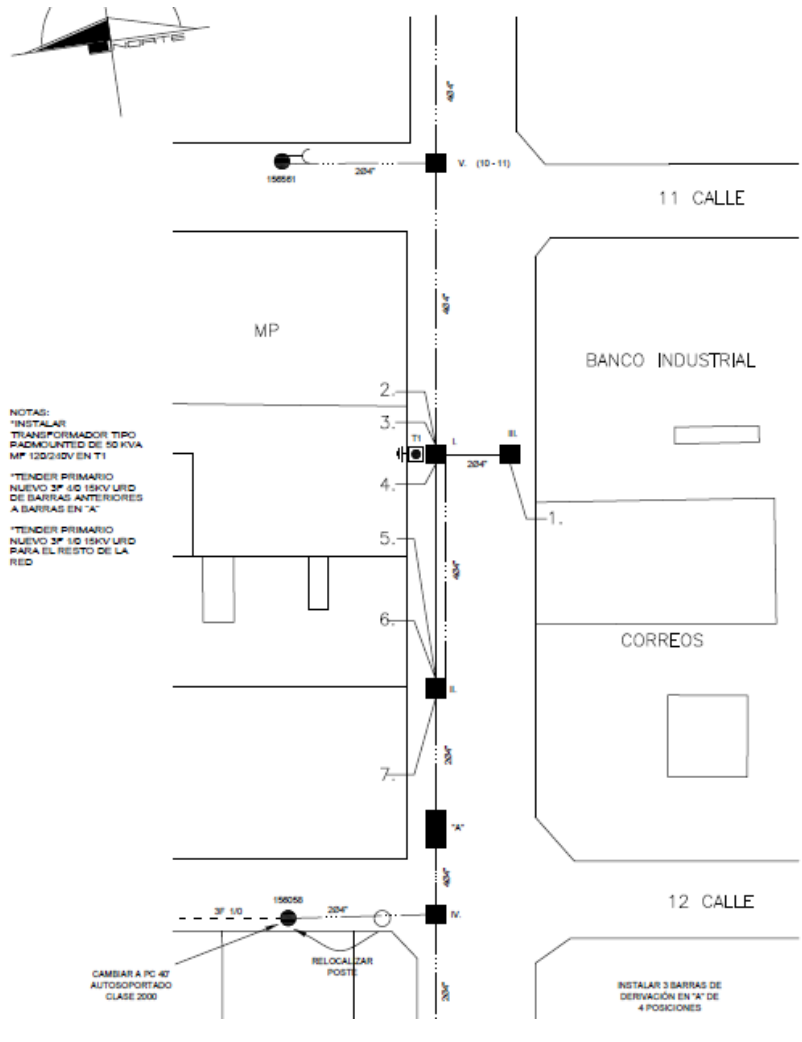 NORTE
4Ø4"
V. (10 - 11)
2Ø4"
156561
11 CALLE
4Ø4"
MP
BANCO INDUSTRIAL
2.
3.
T1
I.
III.
2Ø4"
4.
1.
NOTAS:
*INSTALAR
TRANSFORMADOR TIPO
PADMOUNTED DE 50 KVA
MP 120/240V EN T1
*TENDER PRIMARIO
NUEVO 3F 4/0 15KV URD
DE BARRAS ANTERIORES
A BARRAS EN "A"
*TENDER PRIMARIO
NUEVO 3F 1/0 15KV URD
PARA EL RESTO DE LA
RED
5.
4Ø4"
6.
CORREOS
II.
2Ø4"
7.
"A"
4Ø4"
156058
3F 1/0
2Ø4"
IV.
12 CALLE
RELOCALIZAR
POSTE
CAMBIAR A PC 40'
AUTOSOPORTADO
CLASE 2000
2Ø4"
INSTALAR 3 BARRAS DE
DERIVACIÓN EN "A" DE
4 POSICIONES